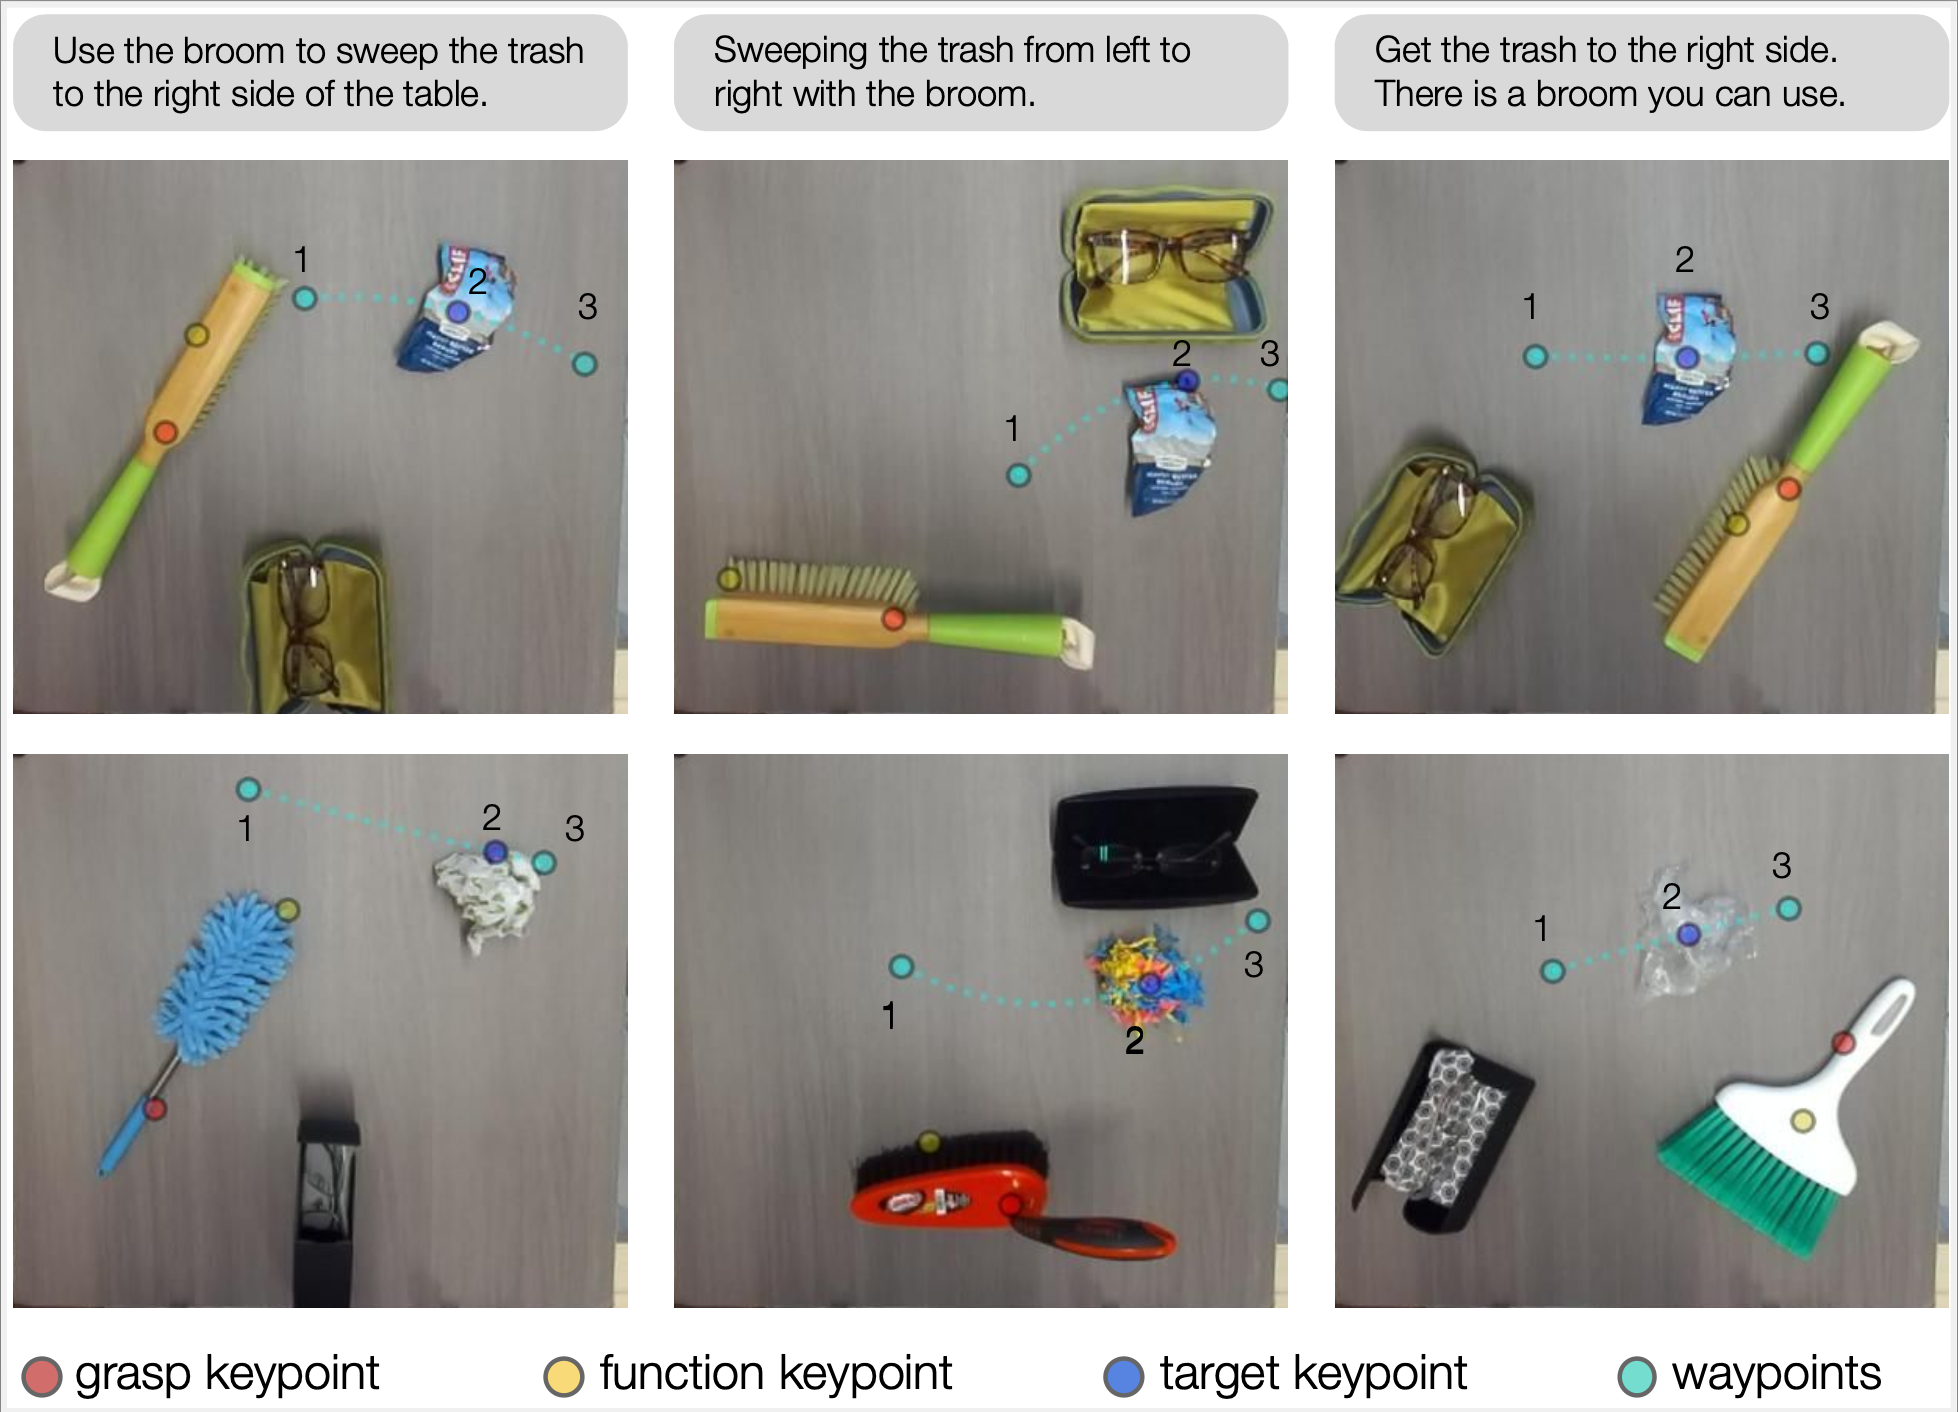 Use the broom to sweep the trash
to the right side of the table.
Sweeping the trash from left to
right with the broom.
Get the trash to the right side.
There is a broom you can use.
1
2
3
CLIF
1
2
3
CLIF
1
2
3
CLIF
1
2
3
1
2
3
1
2
3
grasp keypoint
function keypoint
target keypoint
waypoints